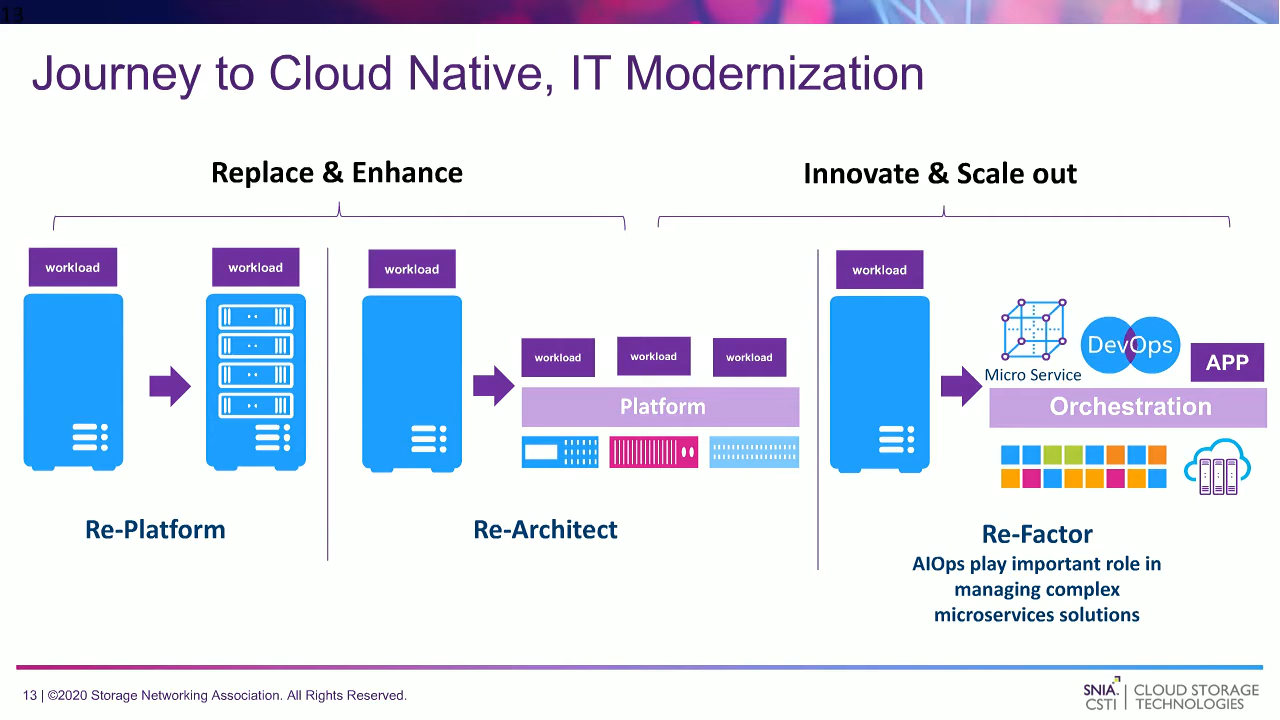 13
Journey to Cloud Native, IT Modernization
Replace & Enhance
Innovate & Scale out
workload
workload
workload
workload
workload
workload
workload
Platform
Micro Service
DevOps
APP
Orchestration
Re-Platform
Re-Architect
Re-Factor
AIOps play important role in
managing complex
microservices solutions
13 | ©2020 Storage Networking Association. All Rights Reserved.
SNIA.
CSTI
CLOUD STORAGE
TECHNOLOGIES